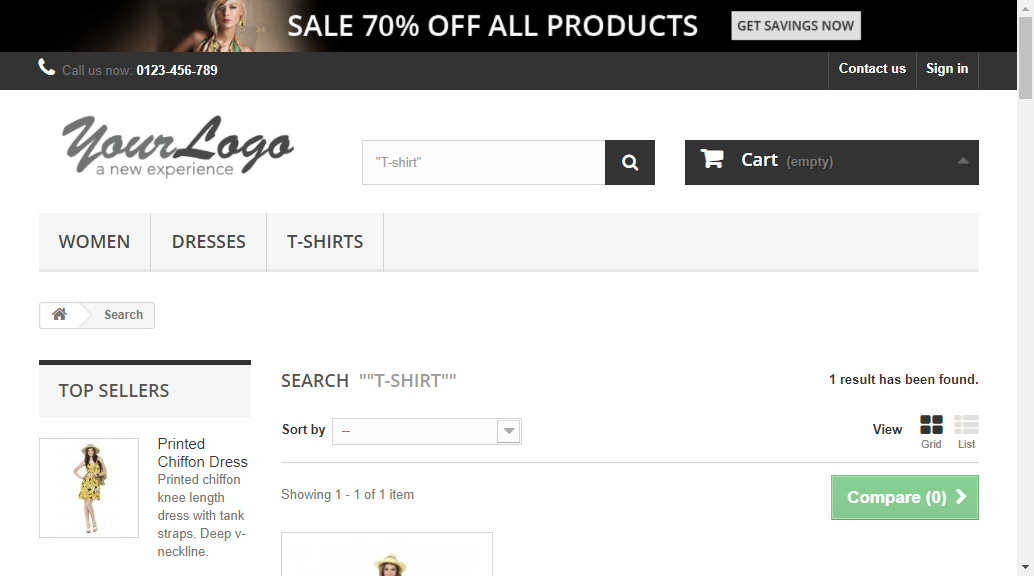 SALE 70% OFF ALL PRODUCTS GET SAVINGS NOW
Call us now: 0123-456-789 Contact us Sign in
YourLogo
a new experience
"T-shirt"
Cart (empty)
WOMEN DRESSES T-SHIRTS
Search
TOP SELLERS
SEARCH ""T-SHIRT"" 1 result has been found.
Sort by -- View Grid List
Showing 1 - 1 of 1 item Compare (0)
Printed
Chiffon Dress
Printed chiffon
knee length
dress with tank
straps. Deep v-
neckline.